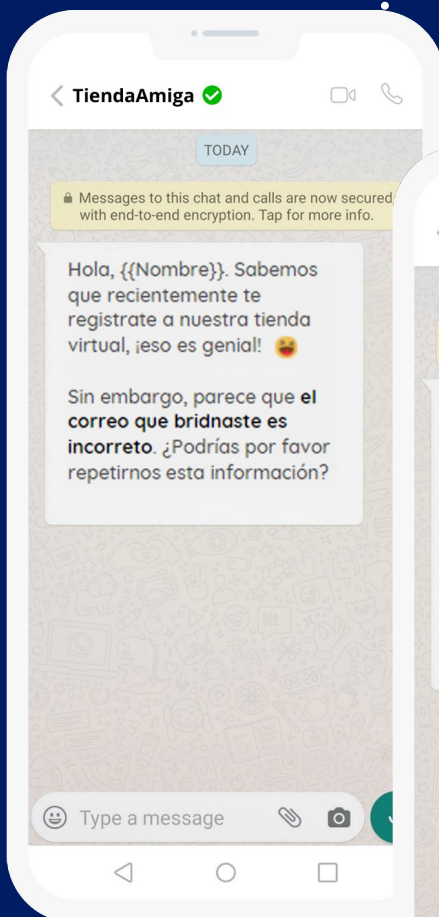 TiendaAmiga
TODAY
Messages to this chat and calls are now secured
with end-to-end encryption. Tap for more info.
Hola, {{Nombre}}. Sabemos
que recientemente te
registrate a nuestra tienda
virtual, ¡eso es genial! 😆
Sin embargo, parece que el
correo que bridnaste es
incorreto. ¿Podrías por favor
repetirnos esta información?
Type a message